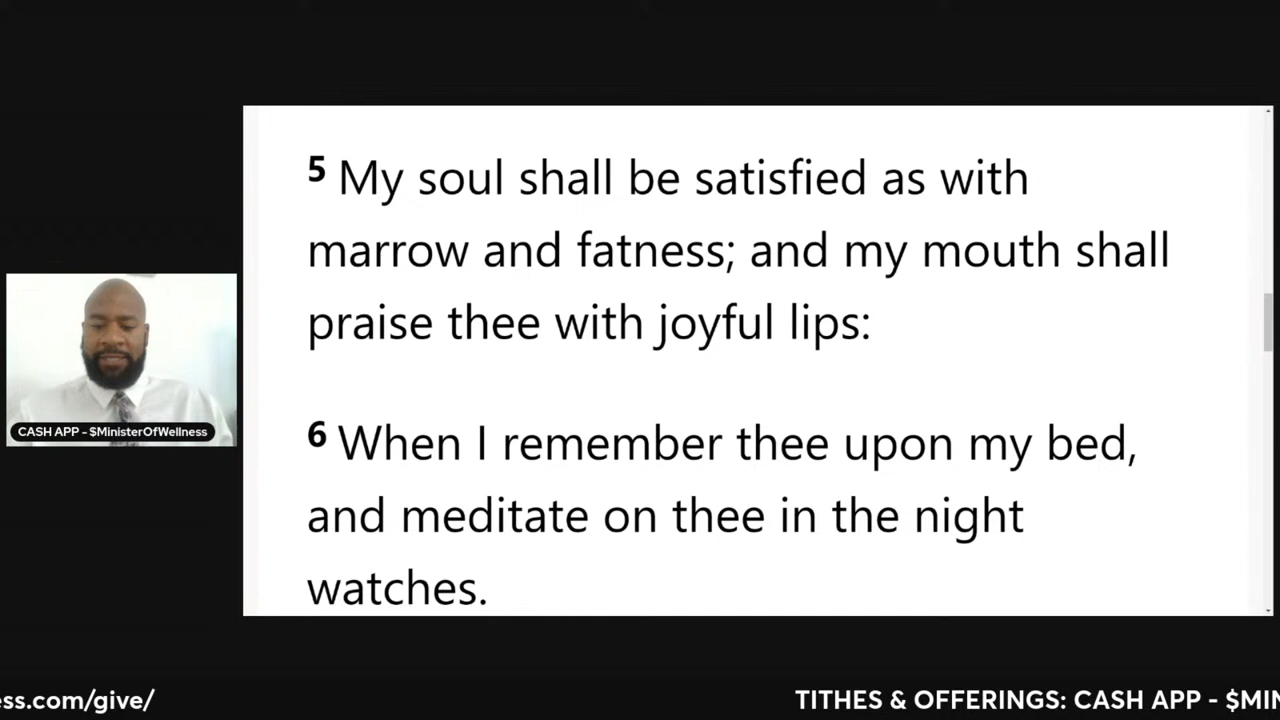 5 My soul shall be satisfied as with
marrow and fatness; and my mouth shall
praise thee with joyful lips:
6 When I remember thee upon my bed,
and meditate on thee in the night
watches.
CASH APP - $MinisterOfWellness
ess.com/give/
TITHES & OFFERINGS: CASH APP - $MIN